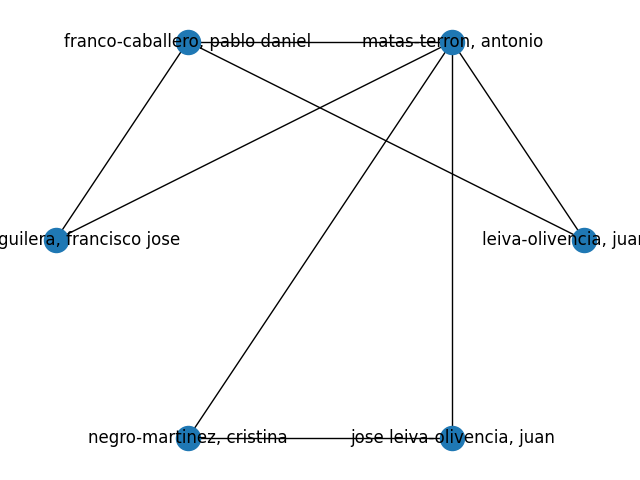 franco-caballero, pablo daniel
matas-terron, antonio
guilera, francisco jose
leiva-olivencia, juan
negro-martinez, cristina
jose leiva-olivencia, juan